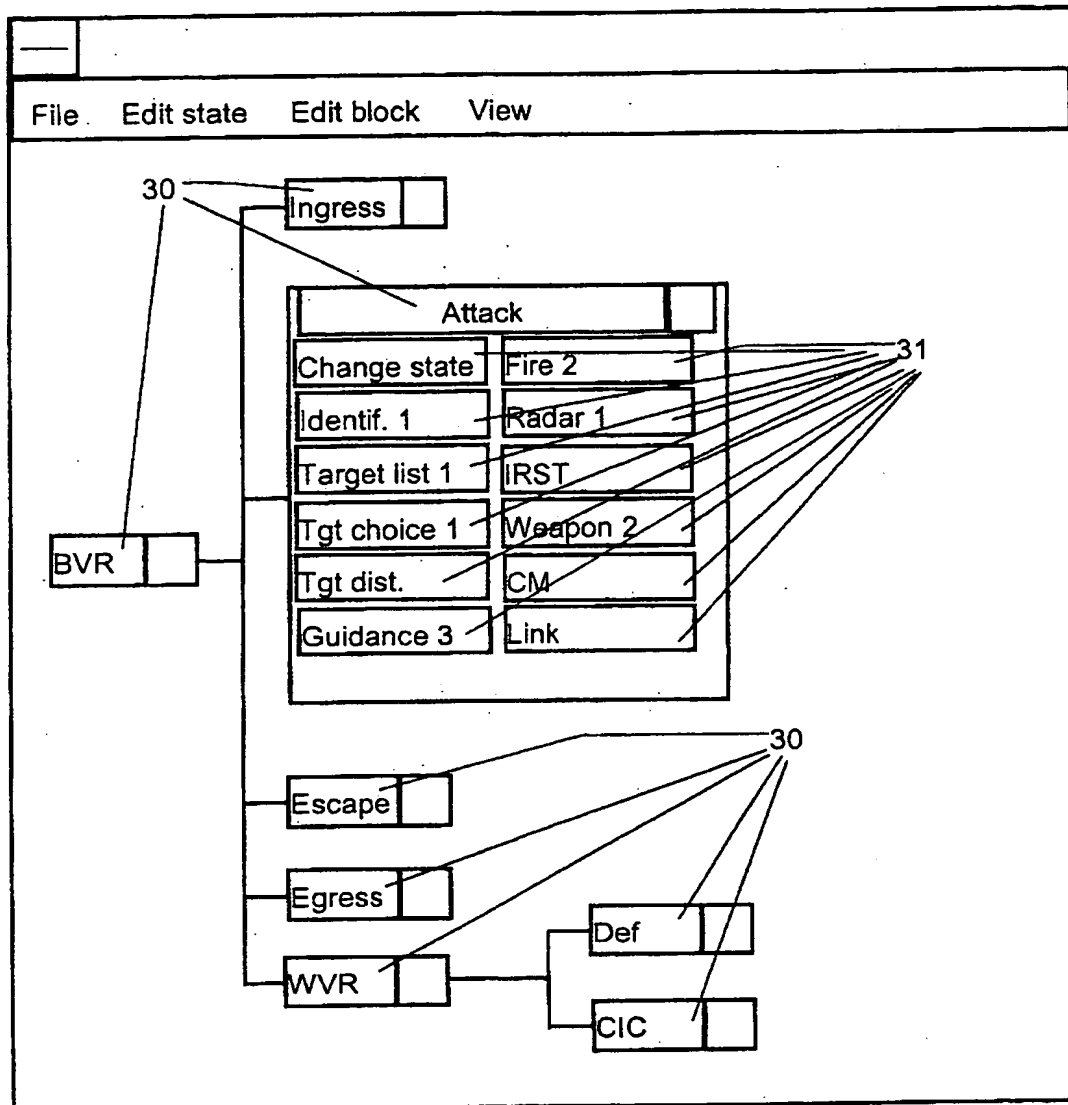 File Edit state Edit block View
30
Ingress
Attack
Change state Fire 2
31
Identif. 1 Radar 1
Target list 1 IRST
Tgt choice 1 Weapon 2
BVR
Tgt dist. CM
Guidance 3 Link
30
Escape
Egress
Def
WVR
CIC